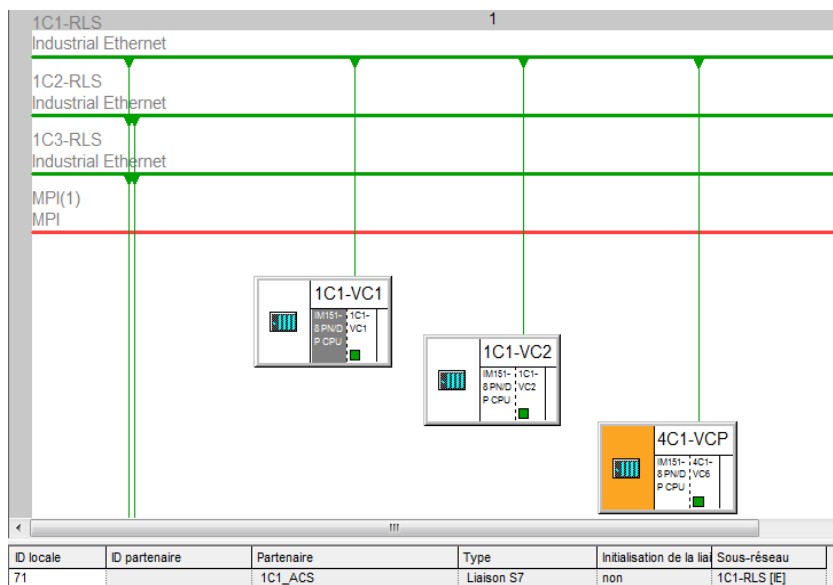 1
1C1-RLS
Industrial Ethernet
1C2-RLS
Industrial Ethernet
1C3-RLS
Industrial Ethernet
MPI(1)
MPI
1C1-VC1
IM151- 1C1-
8 PN/D VC1
P CPU
1C1-VC2
IM151- 1C1-
8 PN/D VC2
P CPU
4C1-VCP
IM151- 4C1-
8 PN/D VC6
P CPU
ID locale ID partenaire Partenaire Type Initialisation de la liai Sous-réseau
71 1C1_ACS Liaison S7 non 1C1-RLS [IE]